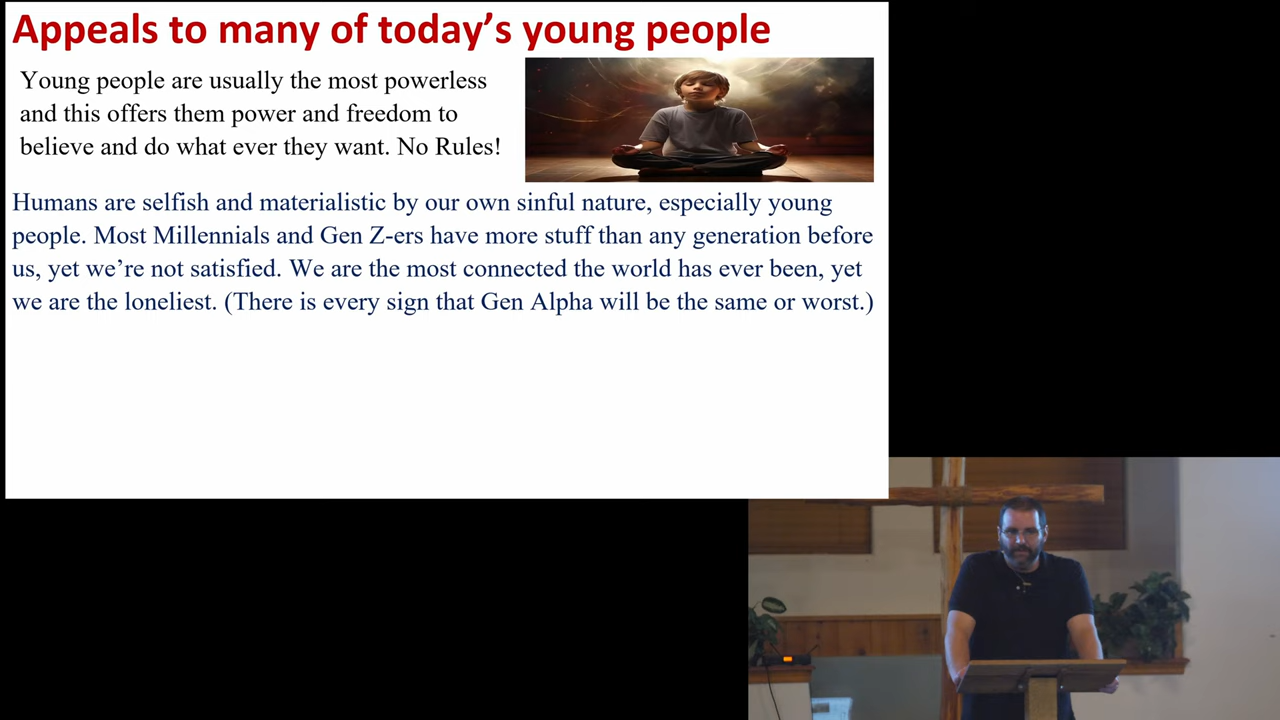 Appeals to many of today's young people
Young people are usually the most powerless
and this offers them power and freedom to
believe and do what ever they want. No Rules!
Humans are selfish and materialistic by our own sinful nature, especially young
people. Most Millennials and Gen Z-ers have more stuff than any generation before
us, yet we're not satisfied. We are the most connected the world has ever been, yet
we are the loneliest. (There is every sign that Gen Alpha will be the same or worst.)